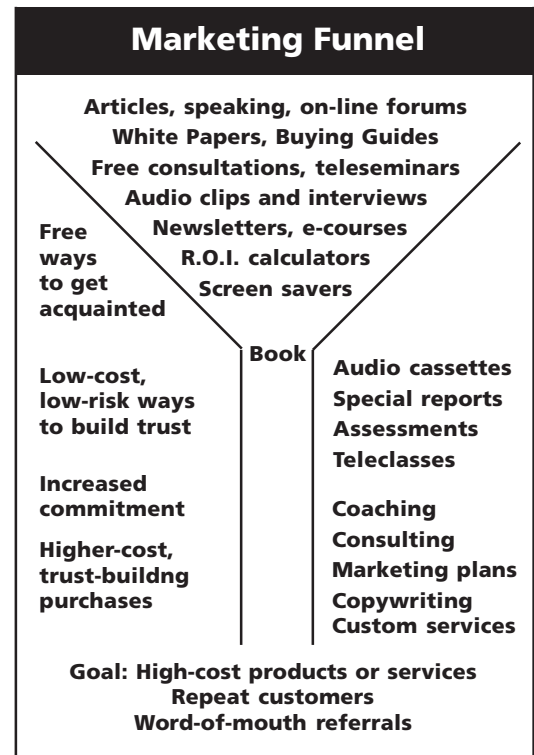 Marketing Funnel
Articles, speaking, on-line forums
White Papers, Buying Guides
Free consultations, teleseminars
Audio clips and interviews
Newsletters, e-courses
R.O.I. calculators
Screen savers
Free
ways
to get
acquainted
Book
Low-cost,
low-risk ways
to build trust
Audio cassettes
Special reports
Assessments
Teleclasses
Increased
commitment
Higher-cost,
trust-buildng
purchases
Coaching
Consulting
Marketing plans
Copywriting
Custom services
Goal: High-cost products or services
Repeat customers
Word-of-mouth referrals